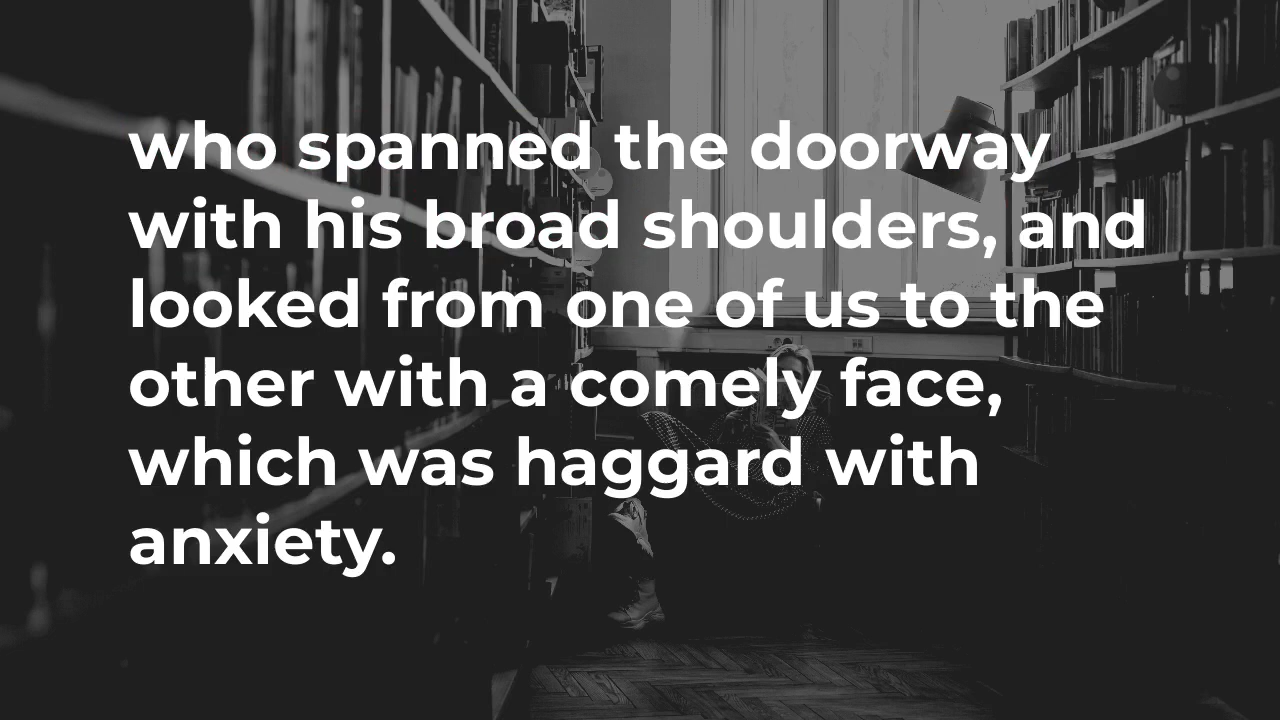 who spanned the doorway
with his broad shoulders, and
looked from one of us to the
other with a comely face,
which was haggard with
anxiety.